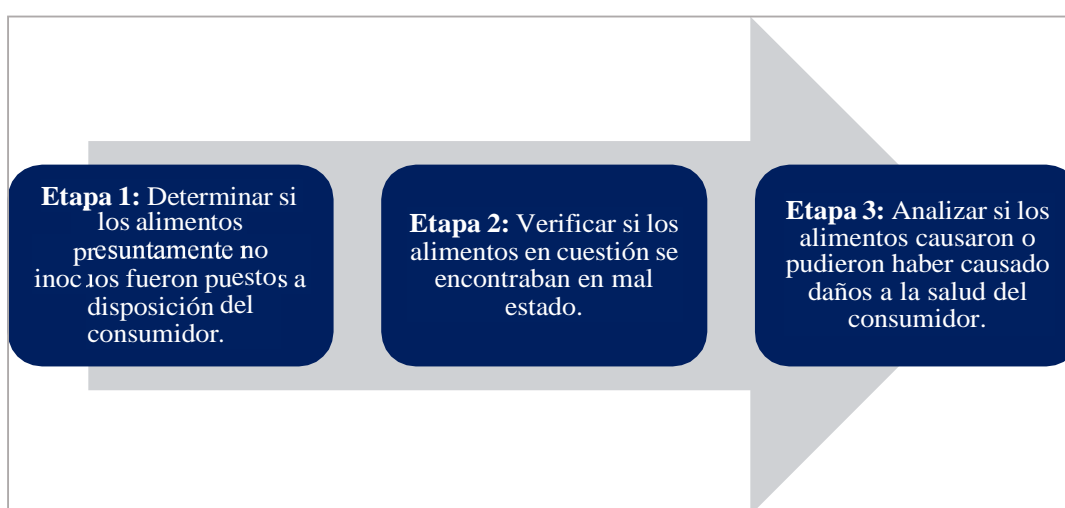 Etapa 1: Determinar si
los alimentos
presuntamente no
inocuos fueron puestos a
disposición del
consumidor.
Etapa 2: Verificar si los
alimentos en cuestión se
encontraban en mal
estado.
Etapa 3: Analizar si los
alimentos causaron o
pudieron haber causado
daños a la salud del
consumidor.